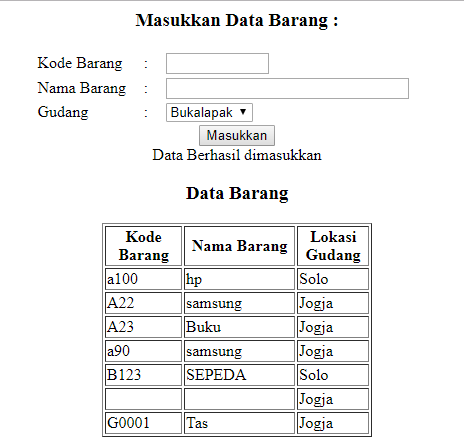 Masukkan Data Barang :
Kode Barang :
Nama Barang :
Gudang : Bukalapak
Masukkan
Data Berhasil dimasukkan
Data Barang
Kode Barang Nama Barang Lokasi Gudang
a100 hp Solo
A22 samsung Jogja
A23 Buku Jogja
a90 samsung Jogja
B123 SEPEDA Solo
Jogja
G0001 Tas Jogja